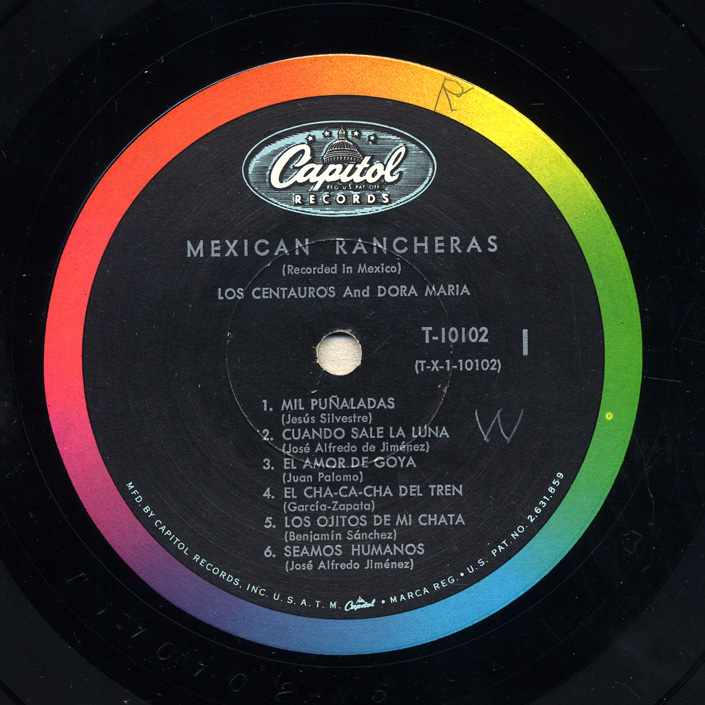 Capitol
REG. U.S. PAT. OFF.
RECORDS
MEXICAN RANCHERAS
(Recorded in Mexico)
LOS CENTAUROS And DORA MARIA
T-10102
1
(T-X-1-10102)
1. MIL PUÑALADAS
(Jesús Silvestre)
2. CUANDO SALE LA LUNA
(José Alfredo de Jiménez)
3. EL AMOR DE GOYA
(Juan Palomo)
4. EL CHA-CA-CHA DEL TREN
(García-Zapata)
5. LOS OJITOS DE MI CHATA
(Benjamín Sánchez)
6. SEAMOS HUMANOS
(José Alfredo Jiménez)
W
MFD. BY CAPITOL RECORDS, INC. U. S. A. T. M. Capitol • MARCA REG. • U.S. PAT. NO. 2,631,859